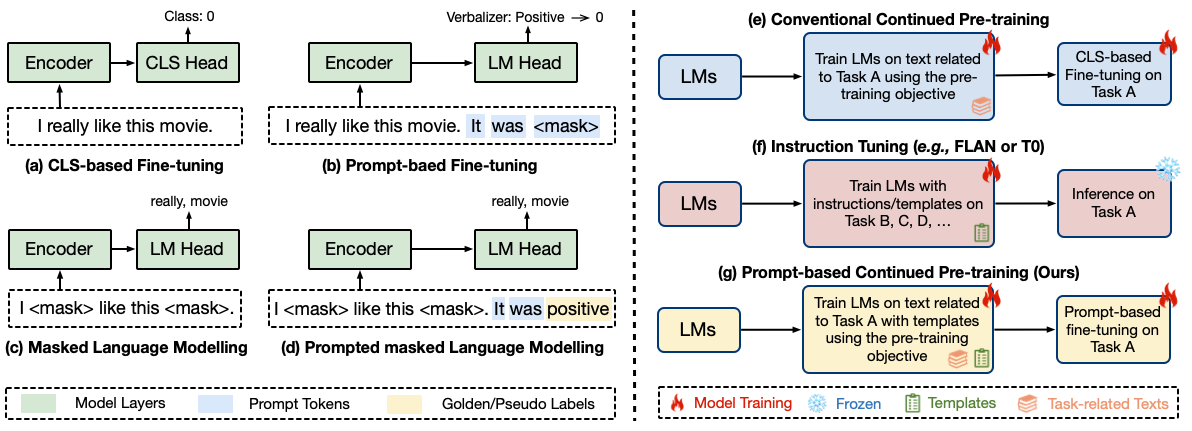 Class: 0
Encoder
CLS Head
I really like this movie.
(a) CLS-based Fine-tuning
Verbalizer: Positive → 0
Encoder
LM Head
I really like this movie. It was <mask>
(b) Prompt-baed Fine-tuning
really, movie
Encoder
LM Head
I <mask> like this <mask>.
(c) Masked Language Modelling
really, movie
Encoder
LM Head
I <mask> like this <mask>. It was positive
(d) Prompted masked Language Modelling
Model Layers
Prompt Tokens
Golden/Pseudo Labels
(e) Conventional Continued Pre-training
LMs
Train LMs on text related
to Task A using the pre-
training objective
CLS-based
Fine-tuning on
Task A
(f) Instruction Tuning (e.g., FLAN or T0)
LMs
Train LMs with
instructions/templates on
Task B, C, D, ...
Inference on
Task A
(g) Prompt-based Continued Pre-training (Ours)
LMs
Train LMs on text related
to Task A with templates
using the pre-training
objective
Prompt-based
fine-tuning on
Task A
Model Training
Frozen
Templates
Task-related Texts